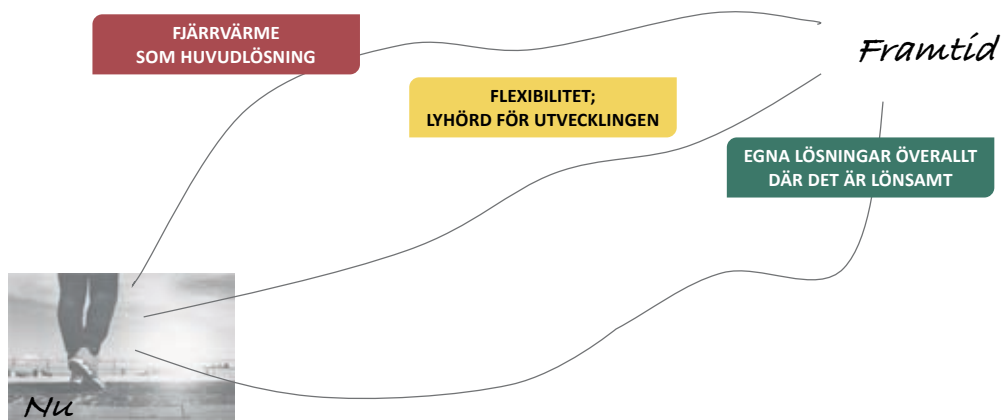 FJÄRRVÄRME
SOM HUVUDLÖSNING
Framtid
FLEXIBILITET;
LYHÖRD FÖR UTVECKLINGEN
EGNA LÖSNINGAR ÖVERALLT
DÄR DET ÄR LÖNSAMT
Nu